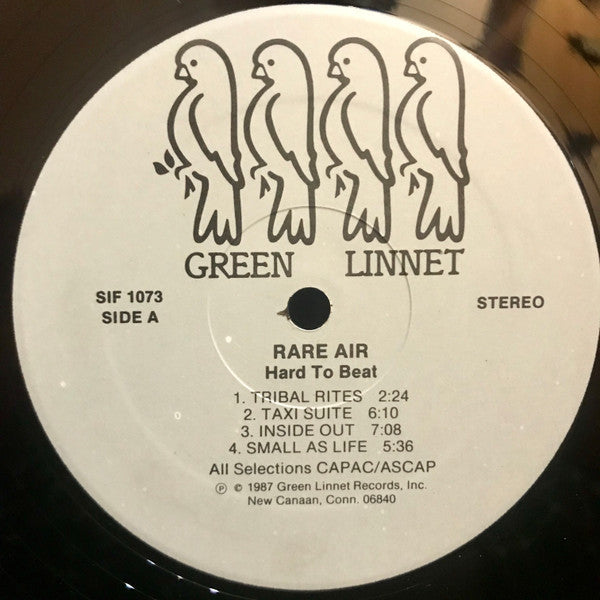 GREEN LINNET
SIF 1073
SIDE A
STEREO
RARE AIR
Hard To Beat
1. TRIBAL RITES 2:24
2. TAXI SUITE 6:10
3. INSIDE OUT 7:08
4. SMALL AS LIFE 5:36
All Selections CAPAC/ASCAP
℗ © 1987 Green Linnet Records, Inc.
New Canaan, Conn. 06840